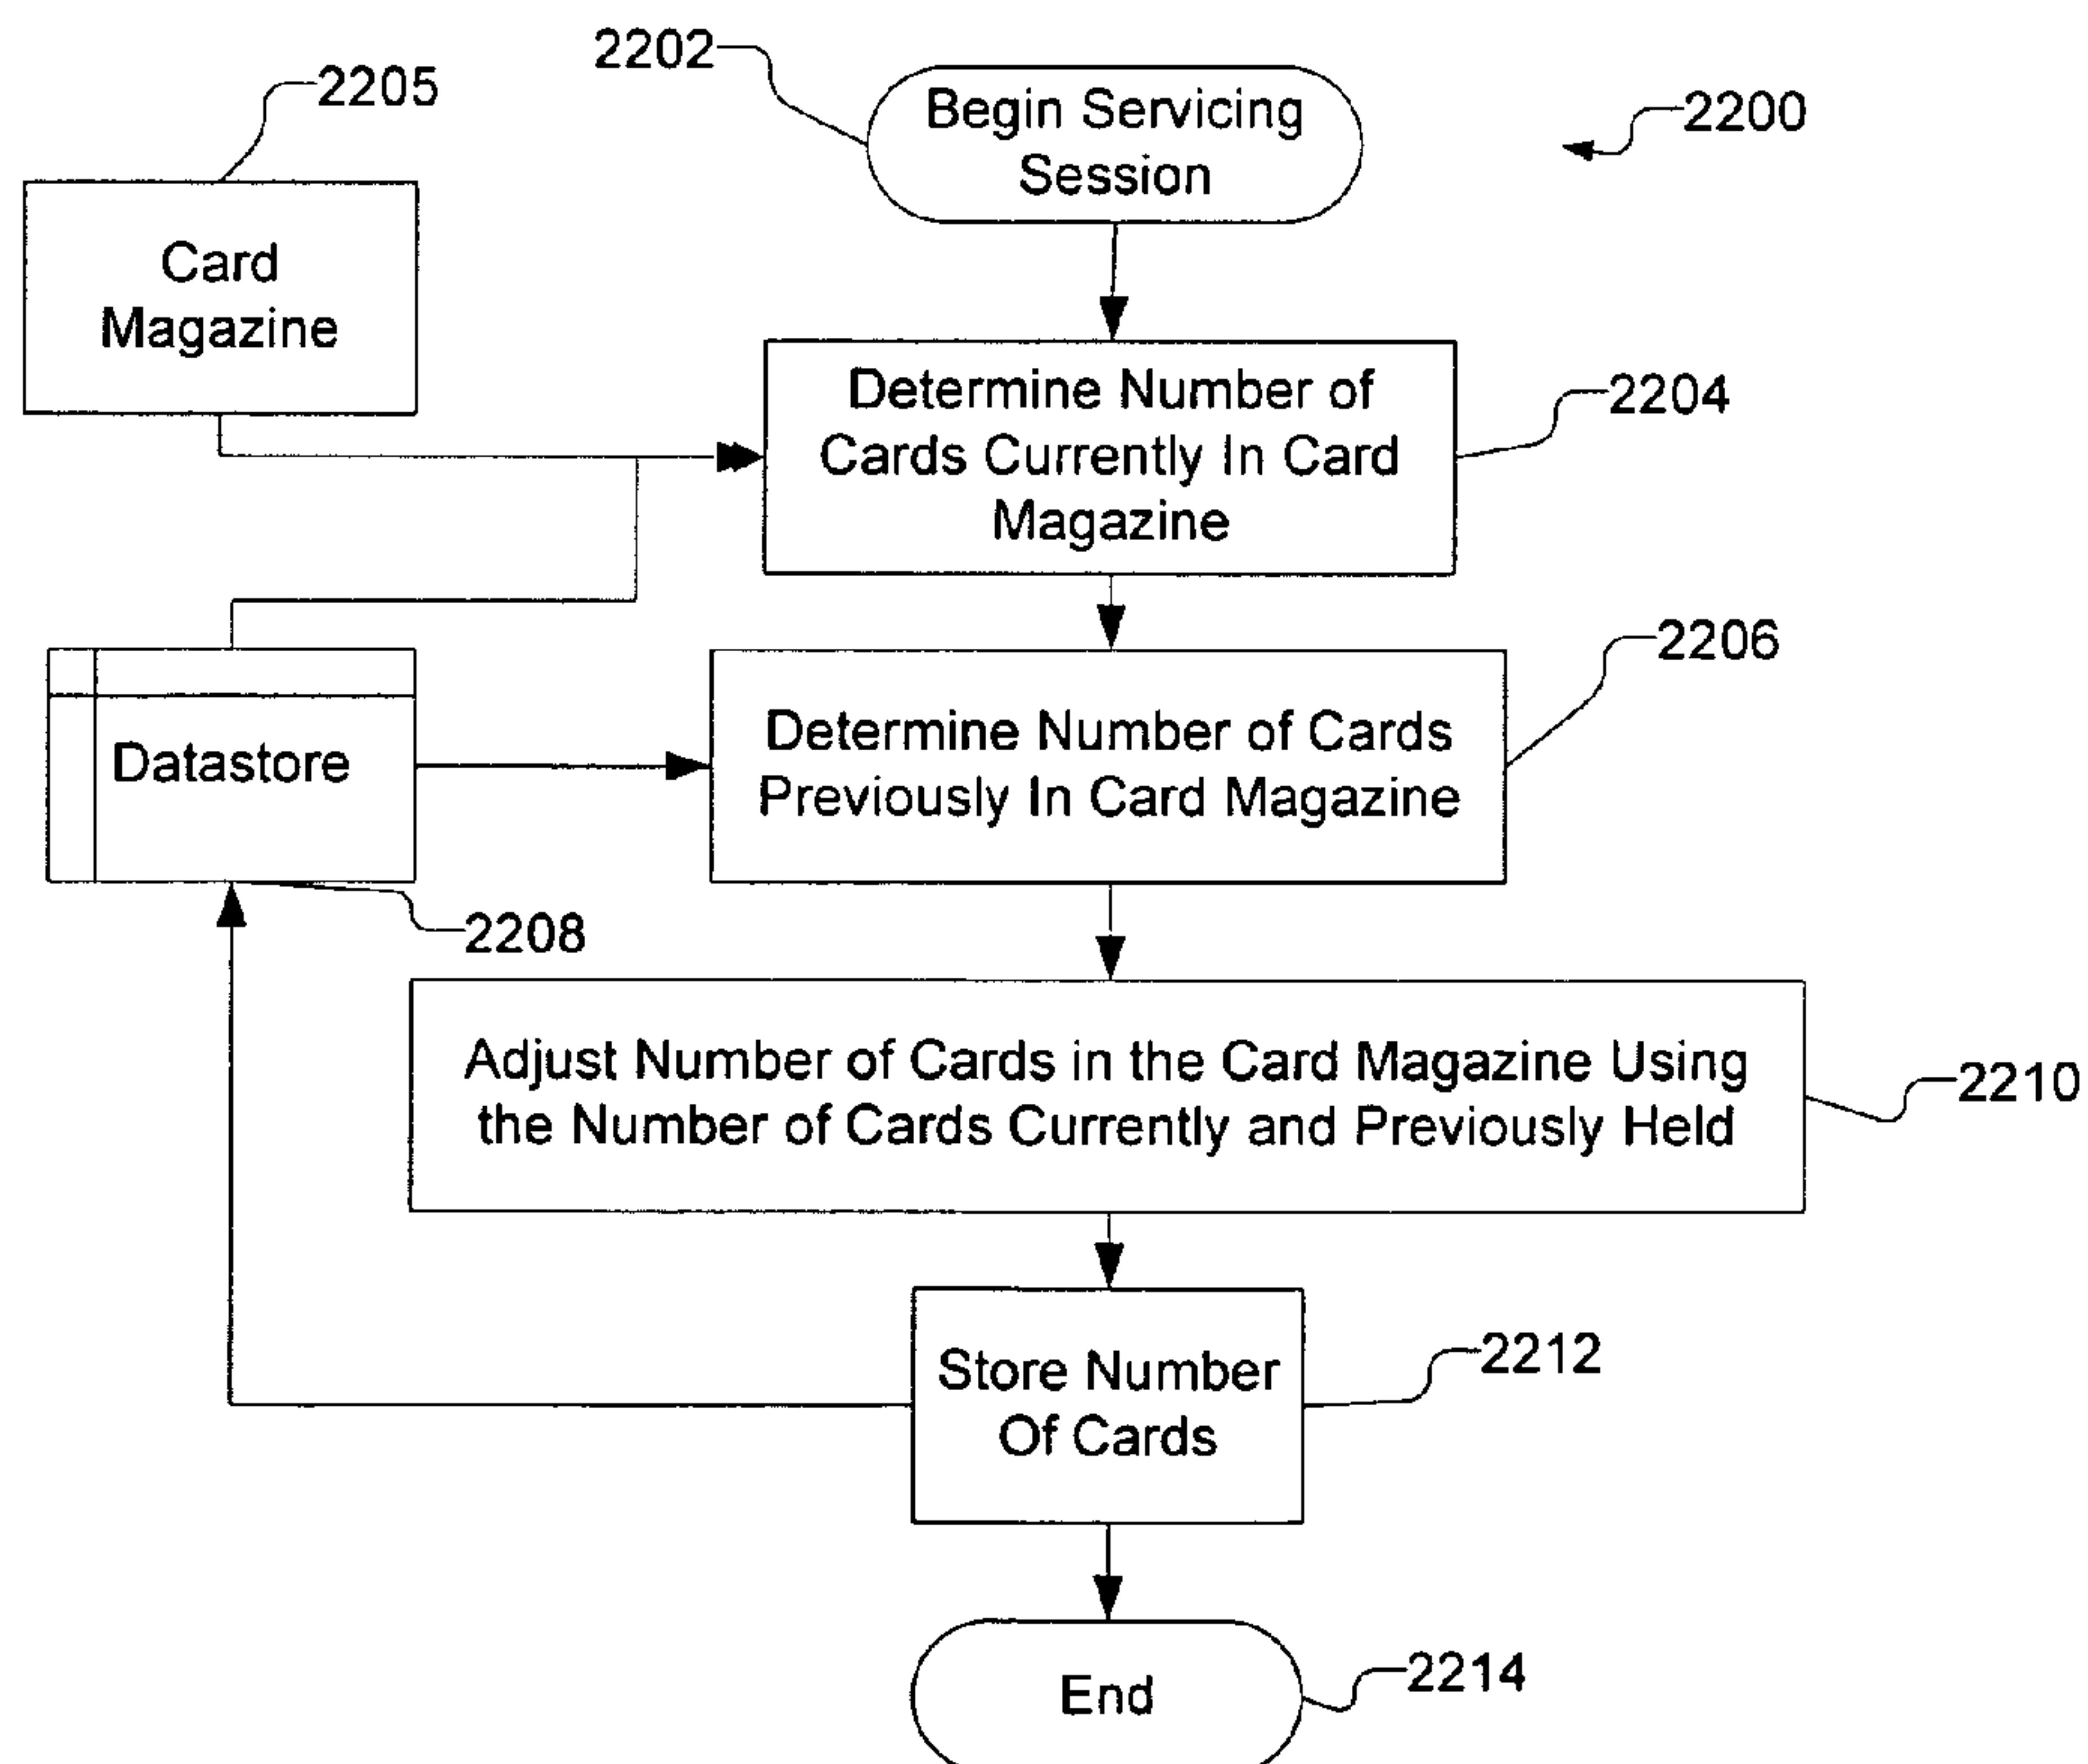 2202
Begin Servicing
Session
2200
2205
Card
Magazine
Determine Number of
Cards Currently In Card
Magazine
2204
2206
Determine Number of Cards
Previously In Card Magazine
Datastore
2208
Adjust Number of Cards in the Card Magazine Using
the Number of Cards Currently and Previously Held
2210
Store Number
Of Cards
2212
End
2214